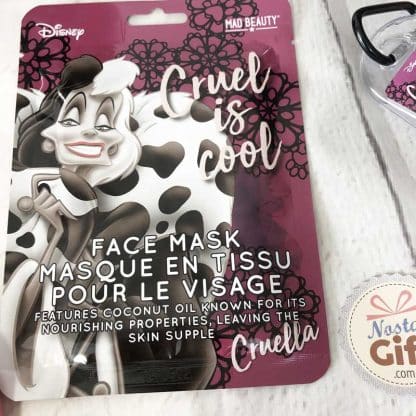 Disney
MAD BEAUTY
Cruel
is
cool
FACE MASK
MASQUE EN TISSU
POUR LE VISAGE
FEATURES COCONUT OIL KNOWN FOR ITS
NOURISHING PROPERTIES, LEAVING THE
SKIN SUPPLE
Cruella
Nosta
Gif
.com